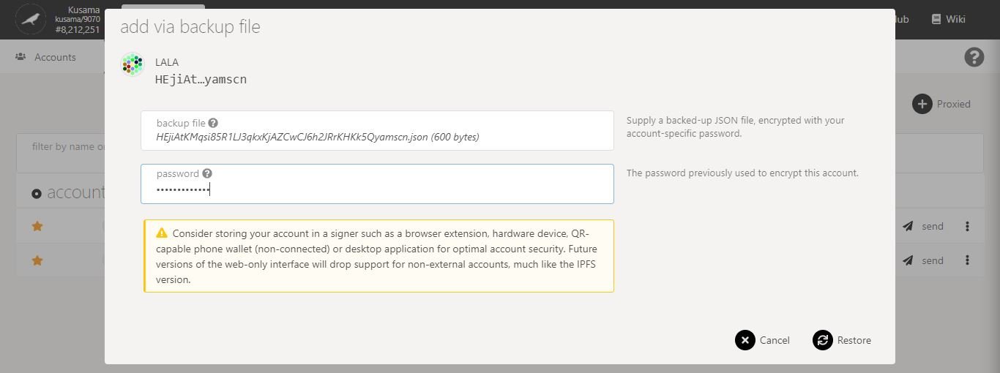 Kusama
kusama/9070
#8,212,251
Wiki
Accounts
Proxied
filter by name o
account
send
send
add via backup file
LALA
HEjiAt…yamscn
backup file
HEjiAtKMqsi85R1LJ3qkxKjAZCwCJ6h2JRrKHKk5Qyamscn.json (600 bytes)
Supply a backed-up JSON file, encrypted with your
account-specific password.
password
•••••••••••••
The password previously used to encrypt this account.
Consider storing your account in a signer such as a browser extension, hardware device, QR-
capable phone wallet (non-connected) or desktop application for optimal account security. Future
versions of the web-only interface will drop support for non-external accounts, much like the IPFS
version.
Cancel
Restore